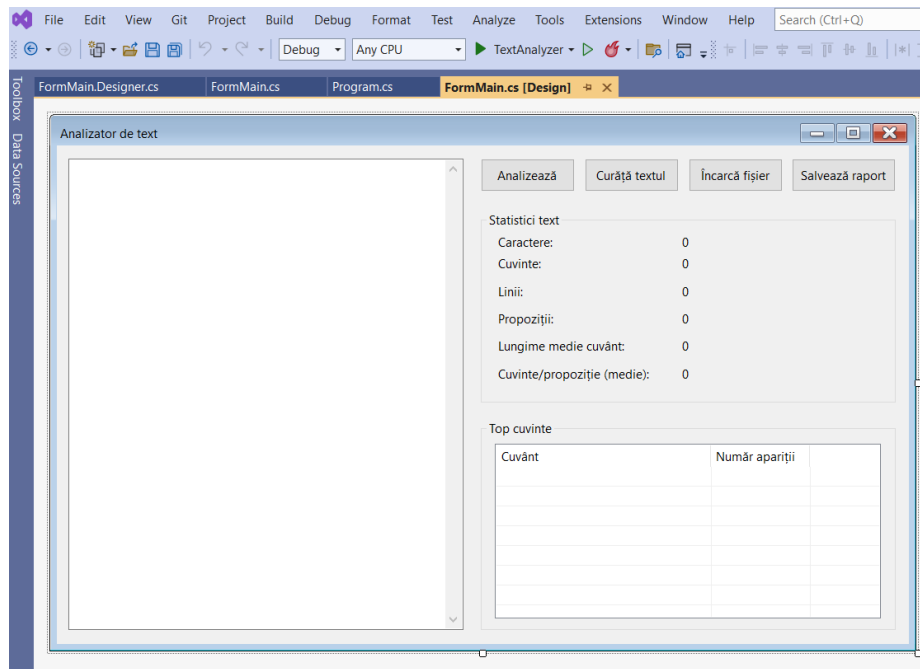 File Edit View Git Project Build Debug Format Test Analyze Tools Extensions Window Help Search (Ctrl+Q)
Debug Any CPU TextAnalyzer
Toolbox
Data Sources
FormMain.Designer.cs FormMain.cs Program.cs FormMain.cs [Design]
Analizator de text
Analizează Curăță textul Încarcă fișier Salvează raport
Statistici text
Caractere: 0
Cuvinte: 0
Linii: 0
Propoziții: 0
Lungime medie cuvânt: 0
Cuvinte/propoziție (medie): 0
Top cuvinte
Cuvânt Număr apariții